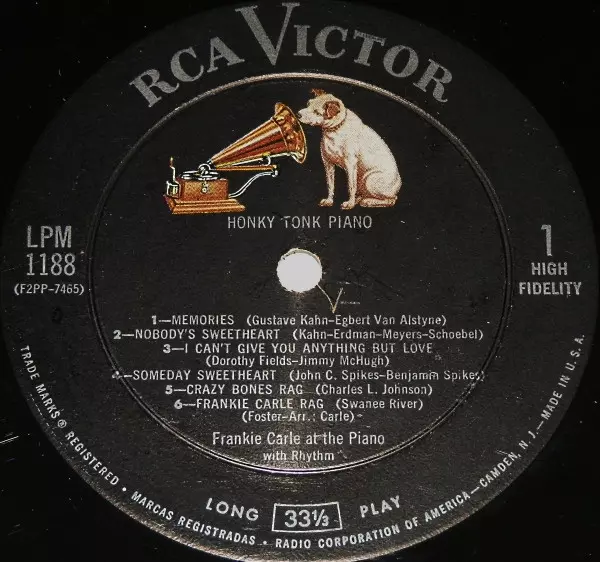 RCA VICTOR
HONKY TONK PIANO
LPM
1188
(F2PP-7465)
1
HIGH
FIDELITY
1—MEMORIES (Gustave Kahn-Egbert Van Alstyne)
2—NOBODY'S SWEETHEART (Kahn-Erdman-Meyers-Schoebel)
3—I CAN'T GIVE YOU ANYTHING BUT LOVE
(Dorothy Fields-Jimmy McHugh)
4—SOMEDAY SWEETHEART (John C. Spikes-Benjamin Spikes)
5—CRAZY BONES RAG (Charles L. Johnson)
6—FRANKIE CARLE RAG (Swanee River)
(Foster-Arr.: Carle)
Frankie Carle at the Piano
with Rhythm
LONG 33⅓ PLAY
TRADE MARKS ® REGISTERED • MARCAS REGISTRADAS • RADIO CORPORATION OF AMERICA—CAMDEN, N. J.—MADE IN U.S.A.